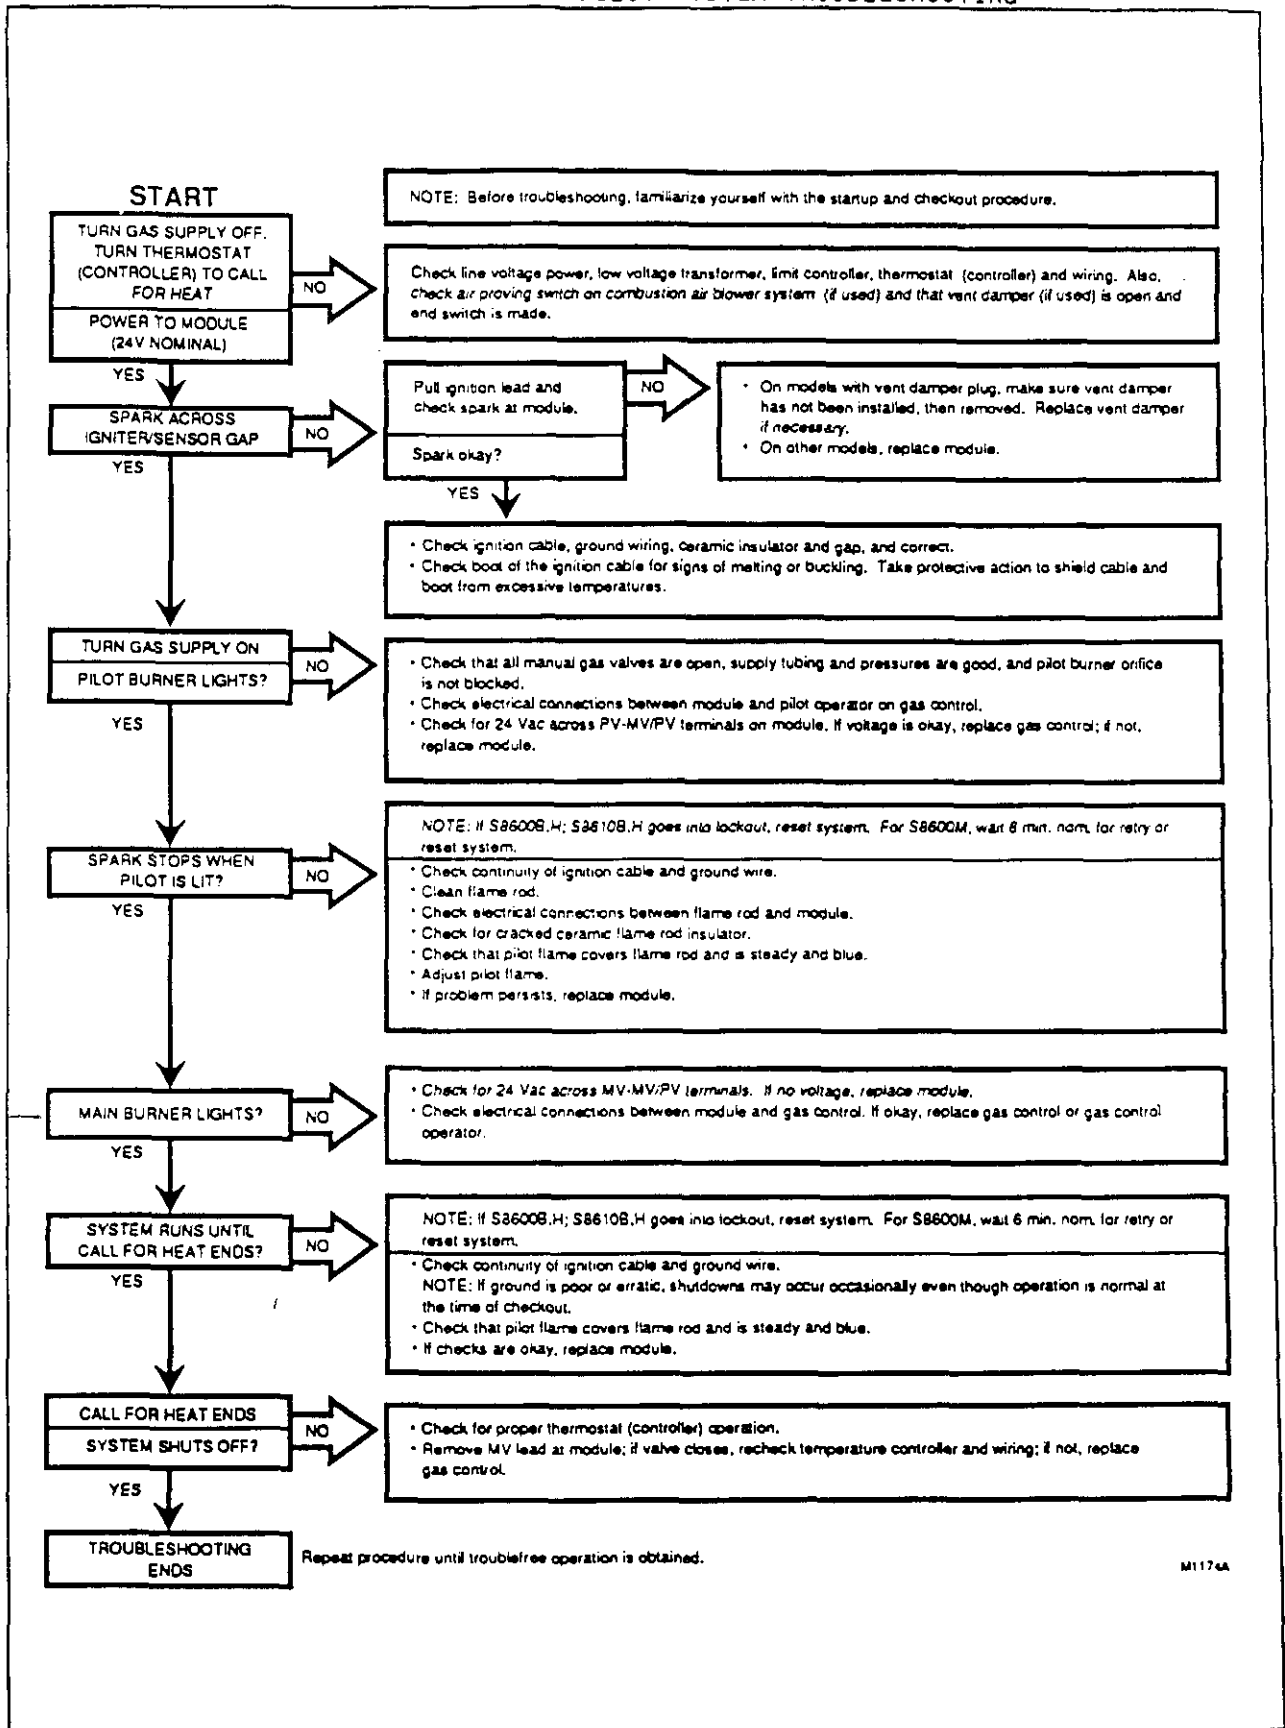 SYSTEM TROUBLESHOOTING
START
NOTE: Before troubleshooting, familiarize yourself with the startup and checkout procedure.
TURN GAS SUPPLY OFF.
TURN THERMOSTAT
(CONTROLLER) TO CALL
FOR HEAT
POWER TO MODULE
(24V NOMINAL)
NO
Check line voltage power, low voltage transformer, limit controller, thermostat (controller) and wiring. Also,
check air proving switch on combustion air blower system (if used) and that vent damper (if used) is open and
end switch is made.
YES
SPARK ACROSS
IGNITER/SENSOR GAP
NO
Pull ignition lead and
check spark at module.
Spark okay?
NO
• On models with vent damper plug, make sure vent damper
has not been installed, then removed. Replace vent damper
if necessary.
• On other models, replace module.
YES
YES
• Check ignition cable, ground wiring, ceramic insulator and gap, and correct.
• Check boot of the ignition cable for signs of melting or buckling. Take protective action to shield cable and
boot from excessive temperatures.
TURN GAS SUPPLY ON
PILOT BURNER LIGHTS?
NO
• Check that all manual gas valves are open, supply tubing and pressures are good, and pilot burner orifice
is not blocked.
• Check electrical connections between module and pilot operator on gas control.
• Check for 24 Vac across PV-MV/PV terminals on module. If voltage is okay, replace gas control; if not,
replace module.
YES
SPARK STOPS WHEN
PILOT IS LIT?
NO
NOTE: If S8600B,H; S8610B,H goes into lockout, reset system. For S8600M, wait 6 min. nom. for retry or
reset system.
• Check continuity of ignition cable and ground wire.
• Clean flame rod.
• Check electrical connections between flame rod and module.
• Check for cracked ceramic flame rod insulator.
• Check that pilot flame covers flame rod and is steady and blue.
• Adjust pilot flame.
• If problem persists, replace module.
YES
MAIN BURNER LIGHTS?
NO
• Check for 24 Vac across MV-MV/PV terminals. If no voltage, replace module.
• Check electrical connections between module and gas control. If okay, replace gas control or gas control
operator.
YES
SYSTEM RUNS UNTIL
CALL FOR HEAT ENDS?
NO
NOTE: If S8600B,H; S8610B,H goes into lockout, reset system. For S8600M, wait 6 min. nom. for retry or
reset system.
• Check continuity of ignition cable and ground wire.
NOTE: If ground is poor or erratic, shutdowns may occur occasionally even though operation is normal at
the time of checkout.
• Check that pilot flame covers flame rod and is steady and blue.
• If checks are okay, replace module.
YES
CALL FOR HEAT ENDS
SYSTEM SHUTS OFF?
NO
• Check for proper thermostat (controller) operation.
• Remove MV lead at module; if valve closes, recheck temperature controller and wiring; if not, replace
gas control.
YES
TROUBLESHOOTING
ENDS
Repeat procedure until troublefree operation is obtained.
M1174A